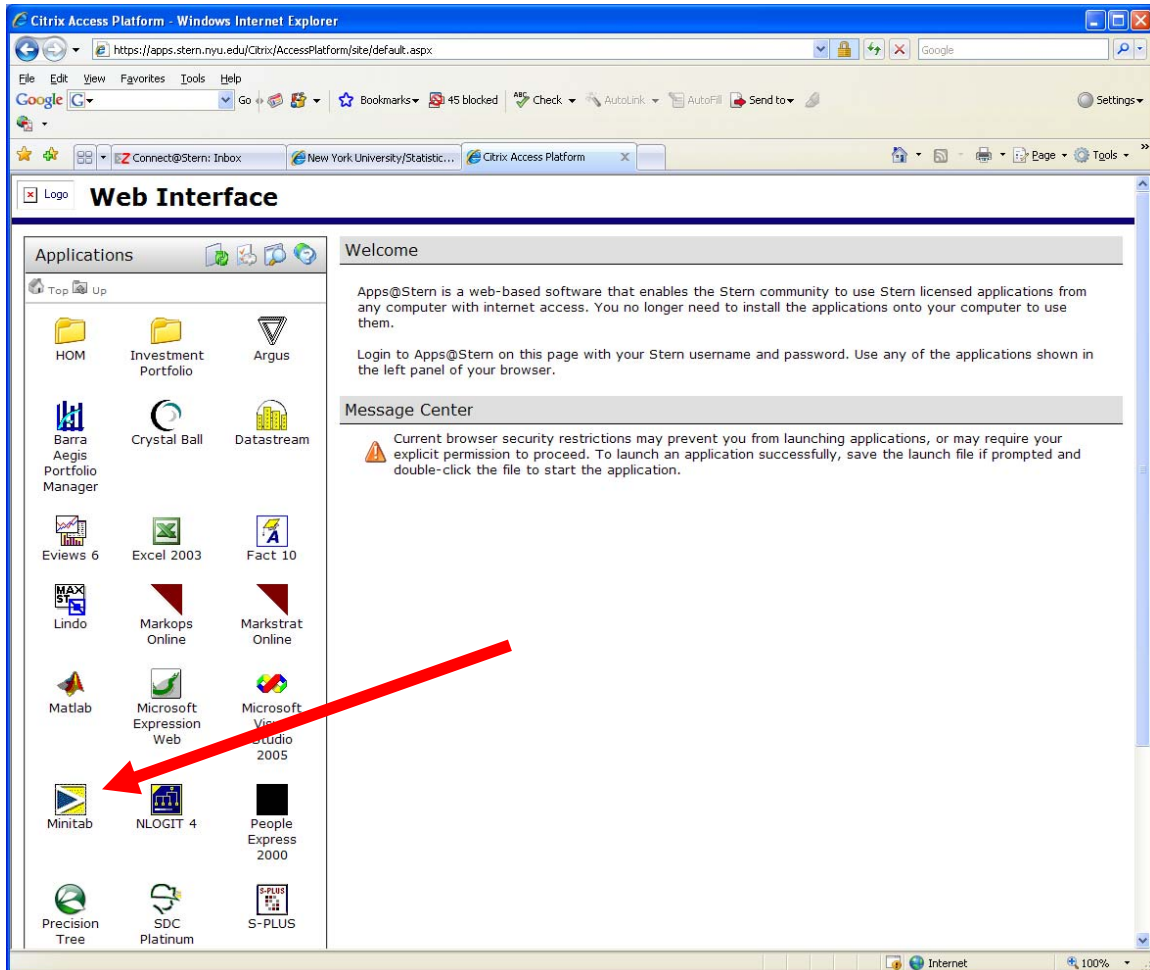 Citrix Access Platform - Windows Internet Explorer
https://apps.stern.nyu.edu/Citrix/AccessPlatform/site/default.aspx
Google
File Edit View Favorites Tools Help
Google G Go Bookmarks 45 blocked ABC Check AutoLink AutoFill Send to Settings
Connect@Stern: Inbox New York University/Statistic... Citrix Access Platform X Page Tools »
Logo Web Interface
Applications
Top Up
HOM
Investment
Portfolio
Argus
Barra
Aegis
Portfolio
Manager
Crystal Ball
Datastream
Eviews 6
Excel 2003
A
Fact 10
MAX
ST
Lindo
Markops
Online
Markstrat
Online
Matlab
Microsoft
Expression
Web
Microsoft
Studio
2005
Minitab
NLOGIT 4
People
Express
2000
Precision
Tree
SDC
Platinum
S-PLUS
S-PLUS
Welcome
Apps@Stern is a web-based software that enables the Stern community to use Stern licensed applications from
any computer with internet access. You no longer need to install the applications onto your computer to use
them.
Login to Apps@Stern on this page with your Stern username and password. Use any of the applications shown in
the left panel of your browser.
Message Center
Current browser security restrictions may prevent you from launching applications, or may require your
explicit permission to proceed. To launch an application successfully, save the launch file if prompted and
double-click the file to start the application.
Internet 100%